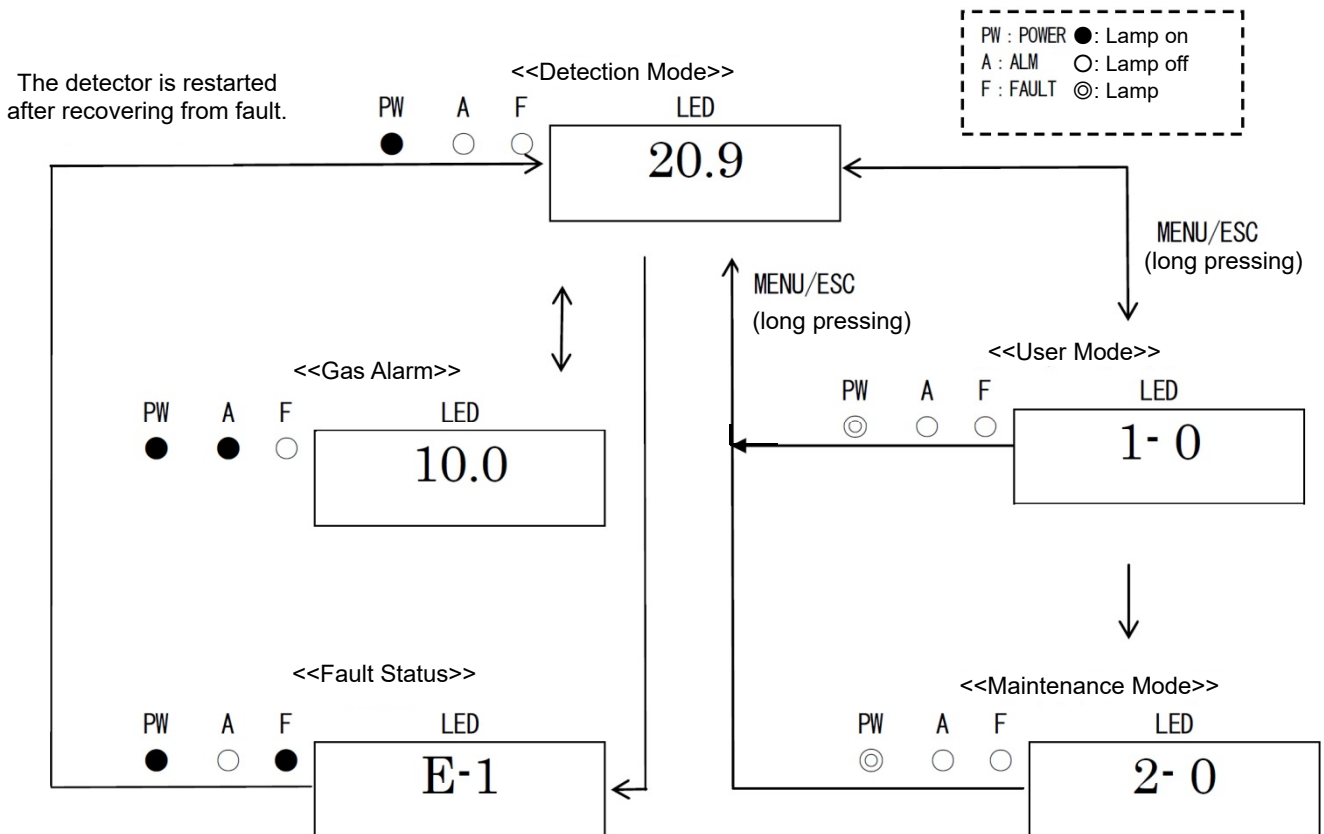 PW : POWER ●: Lamp on
A : ALM ○: Lamp off
F : FAULT ◎: Lamp
The detector is restarted
after recovering from fault.
<<Detection Mode>>
PW A F LED
20.9
MENU/ESC
(long pressing)
MENU/ESC
(long pressing)
<<Gas Alarm>>
PW A F LED
10.0
<<User Mode>>
PW A F LED
1- 0
<<Fault Status>>
PW A F LED
E-1
<<Maintenance Mode>>
PW A F LED
2- 0